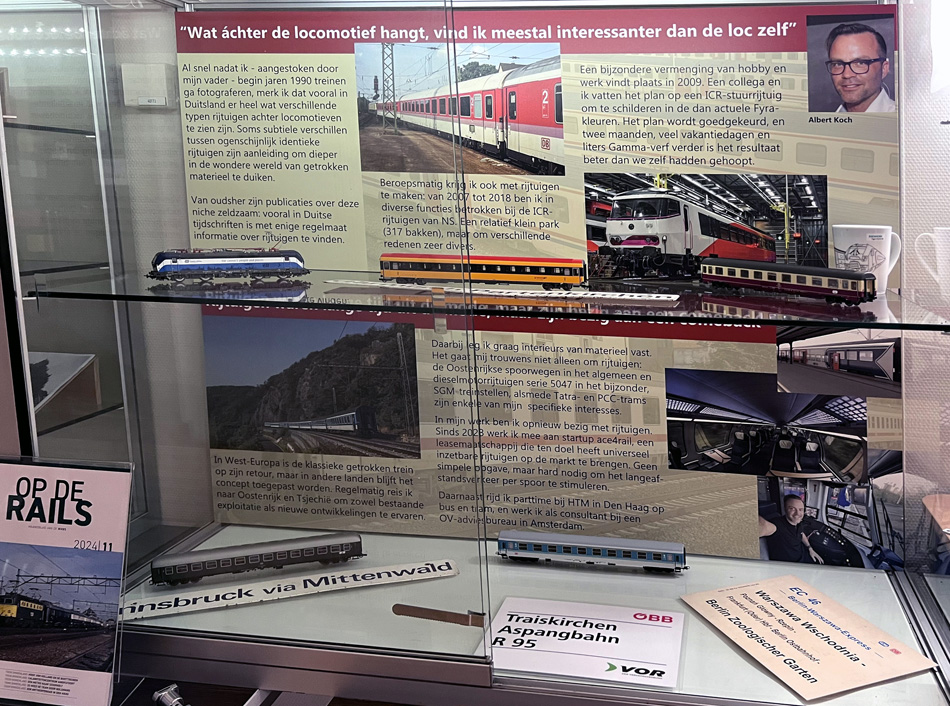 "Wat áchter de locomotief hangt, vind ik meestal interessanter dan de loc zelf"
Al snel nadat ik - aangestoken door
mijn vader - begin jaren 1990 treinen
ga fotograferen, merk ik dat vooral in
Duitsland er heel wat verschillende
typen rijtuigen achter locomotieven
te zien zijn. Soms subtiele verschillen
tussen ogenschijnlijk identieke
rijtuigen zijn aanleiding om dieper
in de wondere wereld van getrokken
materieel te duiken.
Van oudsher zijn publicaties over deze
niche zeldzaam: vooral in Duitse
tijdschriften is met enige regelmaat
informatie over rijtuigen te vinden.
2
DB
Beroepsmatig krijg ik ook met rijtuigen
te maken: van 2007 tot 2018 ben ik in
diverse functies betrokken bij de ICR-
rijtuigen van NS. Een relatief klein park
(317 bakken), maar om verschillende
redenen zeer divers.
Een bijzondere vermenging van hobby en
werk vindt plaats in 2009. Een collega en
ik vatten het plan op een ICR-stuurrijtuig
om te schilderen in de dan actuele Fyra-
kleuren. Het plan wordt goedgekeurd, en
twee maanden, veel vakantiedagen en
liters Gamma-verf verder is het resultaat
beter dan we zelf hadden gehoopt.
Albert Koch
In West-Europa is de klassieke getrokken trein
op zijn retour, maar in andere landen blijft het
concept toegepast worden. Regelmatig reis ik
naar Oostenrijk en Tsjechië om zowel bestaande
exploitatie als nieuwe ontwikkelingen te ervaren.
Daarbij leg ik graag interieurs van materieel vast.
Het gaat mij trouwens niet alleen om rijtuigen:
de Oostenrijkse spoorwegen in het algemeen en
dieselmotorrijtuigen serie 5047 in het bijzonder,
SGM-treinstellen, alsmede Tatra- en PCC-trams
zijn enkele van mijn specifieke interesses.
In mijn werk ben ik opnieuw bezig met rijtuigen.
Sinds 2023 werk ik mee aan startup ace4rail, een
leasemaatschappij die ten doel heeft universeel
inzetbare rijtuigen op de markt te brengen. Geen
simpele opgave, maar hard nodig om het langeaf-
standsverkeer per spoor te stimuleren.
Daarnaast rijd ik parttime bij HTM in Den Haag op
bus en tram, en werk ik als consultant bij een
OV-adviesbureau in Amsterdam.
OP DE
RAILS
2024|11
nnsbruck via Mittenwald
ÖBB
Traiskirchen
Aspangbahn
R 95
VOR
EC 46
Berlin-Warszawa-Express
Warszawa Wschodnia -
Frankfurt (Oder) Hbf - Berlin Ostbahnhof -
Berlin Zoologischer Garten